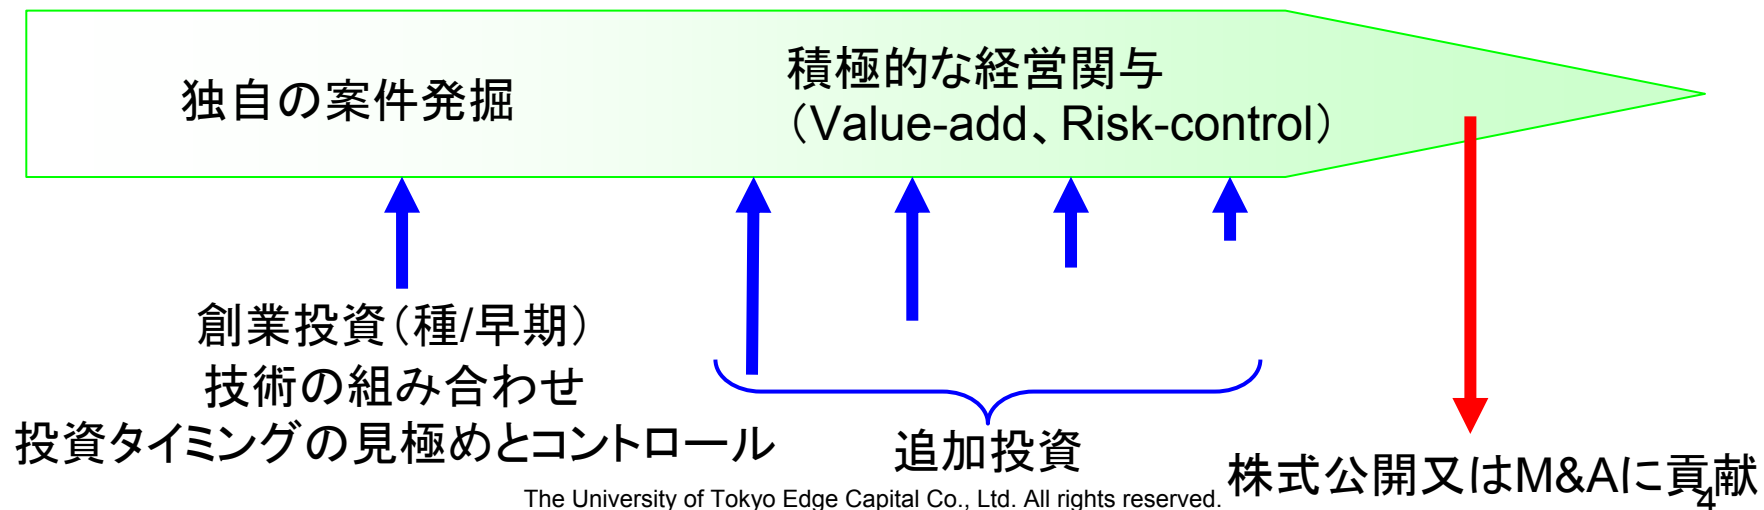 独自の案件発掘
積極的な経営関与
（Value-add、Risk-control）
創業投資（種/早期）
技術の組み合わせ
投資タイミングの見極めとコントロール
追加投資
株式公開又はM&Aに貢献
The University of Tokyo Edge Capital Co., Ltd. All rights reserved.
4